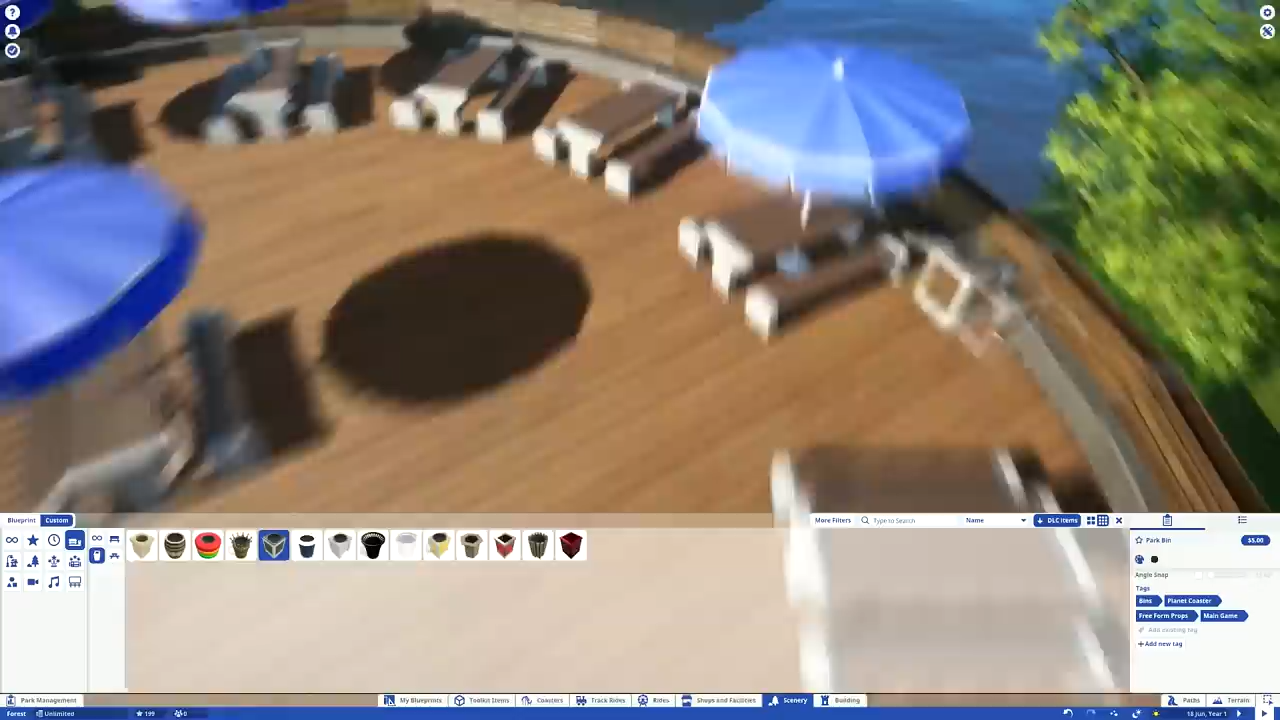 ?
Blueprint Custom
More Filters Type to Search Name DLC Items
Park Bin $5.00
Angle Snap
Tags
Bins Planet Coaster
Free Form Props Main Game
Add existing tag
+ Add new tag
Park Management My Blueprints Toolkit Items Coasters Track Rides Rides Shops and Facilities Scenery Building Paths Terrain
Forest Unlimited 199 0 18 Jun, Year 1